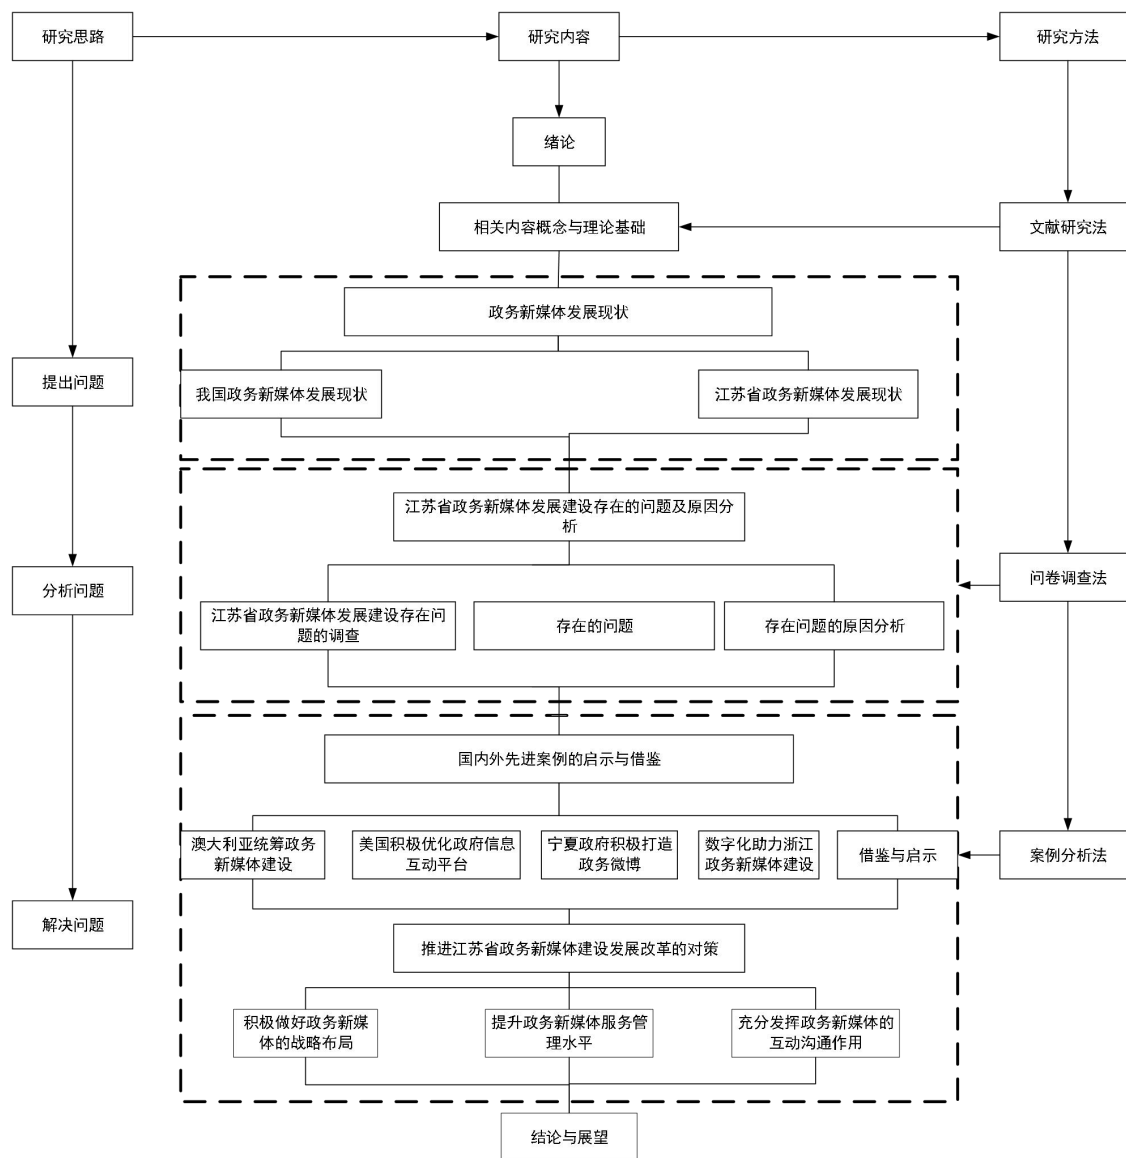 研究思路
研究内容
研究方法
绪论
相关内容概念与理论基础
文献研究法
政务新媒体发展现状
提出问题
我国政务新媒体发展现状
江苏省政务新媒体发展现状
江苏省政务新媒体发展建设存在的问题及原因分
析
分析问题
问卷调查法
江苏省政务新媒体发展建设存在问
题的调查
存在的问题
存在问题的原因分析
国内外先进案例的启示与借鉴
澳大利亚统筹政务
新媒体建设
美国积极优化政府信息
互动平台
宁夏政府积极打造
政务微博
数字化助力浙江
政务新媒体建设
借鉴与启示
案例分析法
解决问题
推进江苏省政务新媒体建设发展改革的对策
积极做好政务新媒
体的战略布局
提升政务新媒体服务管
理水平
充分发挥政务新媒体的
互动沟通作用
结论与展望